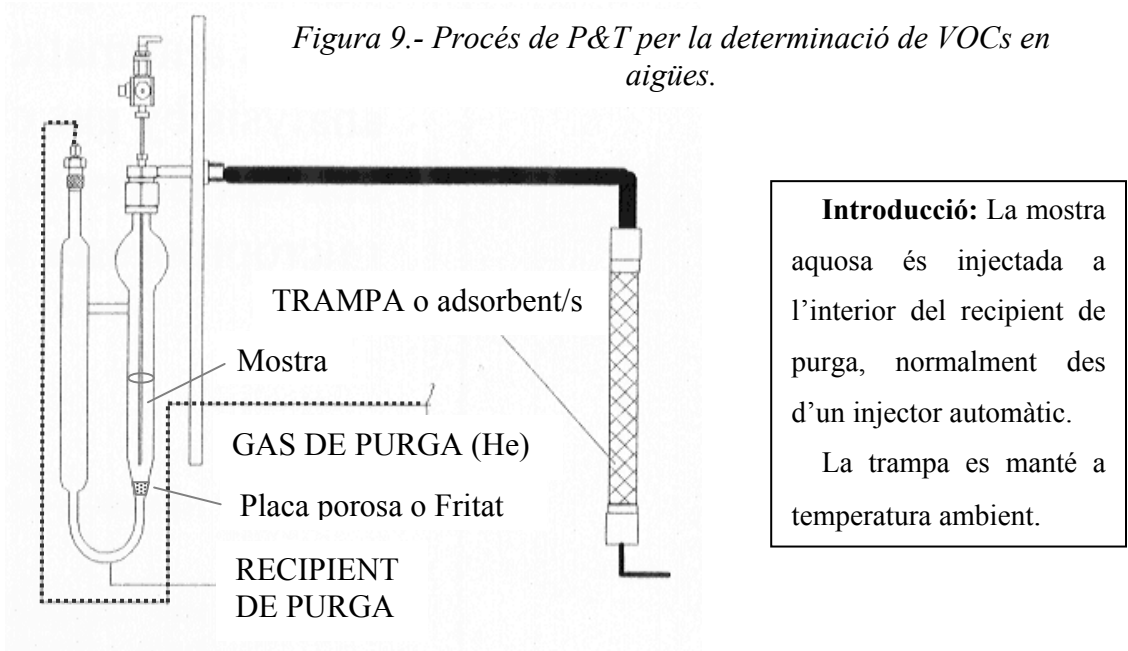 Figura 9.- Procés de P&T per la determinació de VOCs en
aigües.
TRAMPA o adsorbent/s
Mostra
GAS DE PURGA (He)
Placa porosa o Fritat
RECIPIENT
DE PURGA
Introducció: La mostra
aquosa és injectada a
l'interior del recipient de
purga, normalment des
d'un injector automàtic.
La trampa es manté a
temperatura ambient.